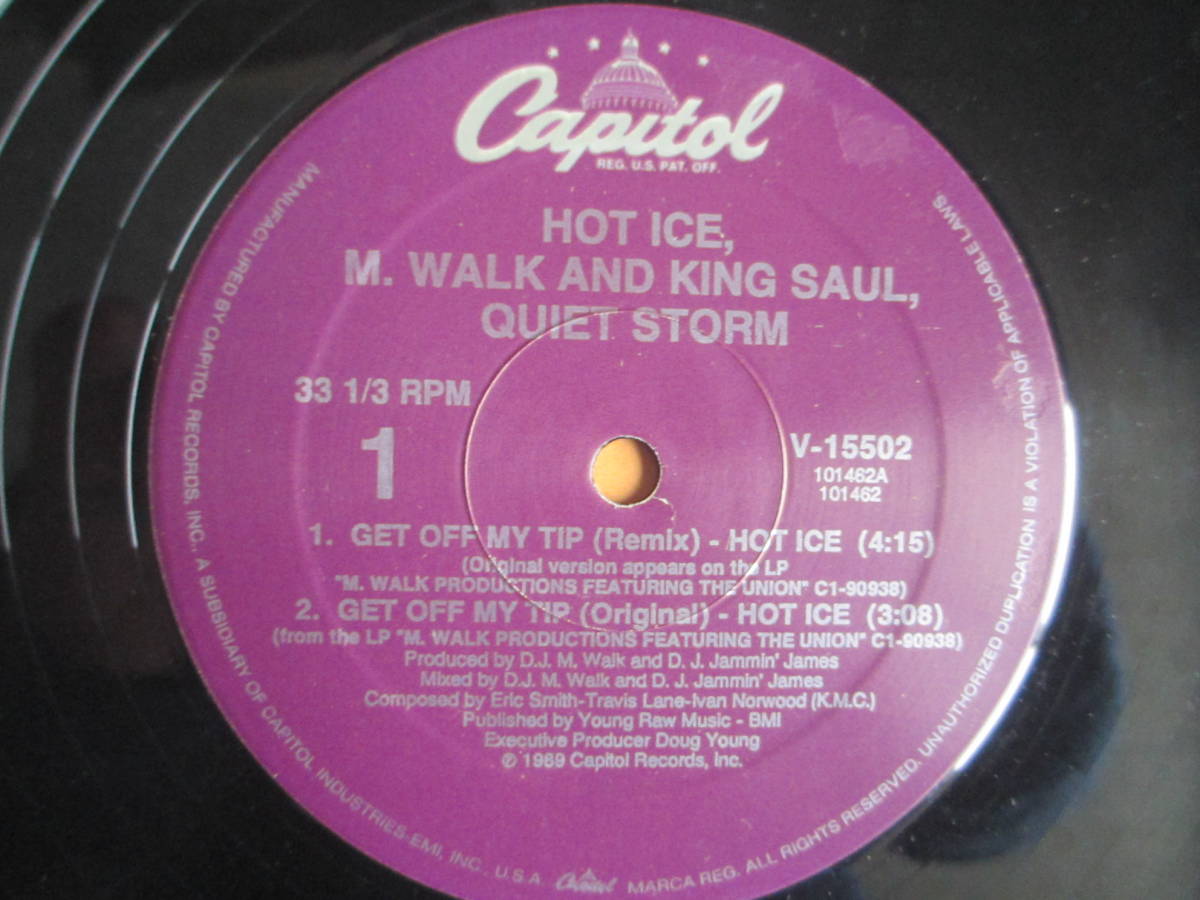 Capitol
REG. U.S. PAT. OFF.
HOT ICE,
M. WALK AND KING SAUL,
QUIET STORM
33 1/3 RPM
1
V-15502
101462A
101462
1. GET OFF MY TIP (Remix) - HOT ICE (4:15)
(Original version appears on the LP
"M. WALK PRODUCTIONS FEATURING THE UNION" C1-90938)
2. GET OFF MY TIP (Original) - HOT ICE (3:08)
(from the LP "M. WALK PRODUCTIONS FEATURING THE UNION" C1-90938)
Produced by D.J. M. Walk and D. J. Jammin' James
Mixed by D.J. M. Walk and D. J. Jammin' James
Composed by Eric Smith-Travis Lane-Ivan Norwood (K.M.C.)
Published by Young Raw Music - BMI
Executive Producer Doug Young
℗ 1989 Capitol Records, Inc.
MANUFACTURED BY CAPITOL RECORDS, INC., A SUBSIDIARY OF CAPITOL INDUSTRIES-EMI, INC., U.S.A. Capitol MARCA REG. ALL RIGHTS RESERVED. UNAUTHORIZED DUPLICATION IS A VIOLATION OF APPLICABLE LAWS.